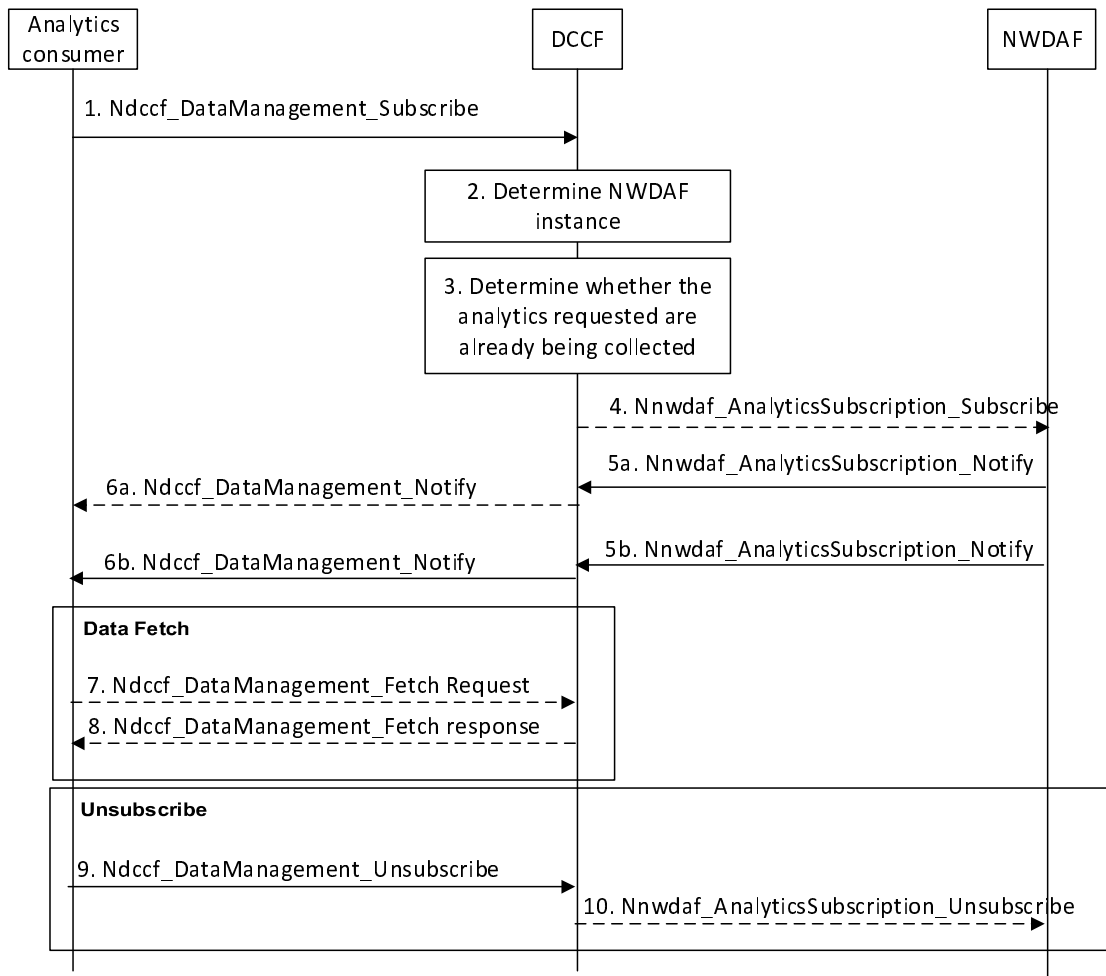 Analytics
consumer
DCCF
NWDAF
1. Ndccf_DataManagement_Subscribe
2. Determine NWDAF
instance
3. Determine whether the
analytics requested are
already being collected
4. Nnwdaf_AnalyticsSubscription_Subscribe
5a. Nnwdaf_AnalyticsSubscription_Notify
6a. Ndccf_DataManagement_Notify
5b. Nnwdaf_AnalyticsSubscription_Notify
6b. Ndccf_DataManagement_Notify
Data Fetch
7. Ndccf_DataManagement_Fetch Request
8. Ndccf_DataManagement_Fetch response
Unsubscribe
9. Ndccf_DataManagement_Unsubscribe
10. Nnwdaf_AnalyticsSubscription_Unsubscribe